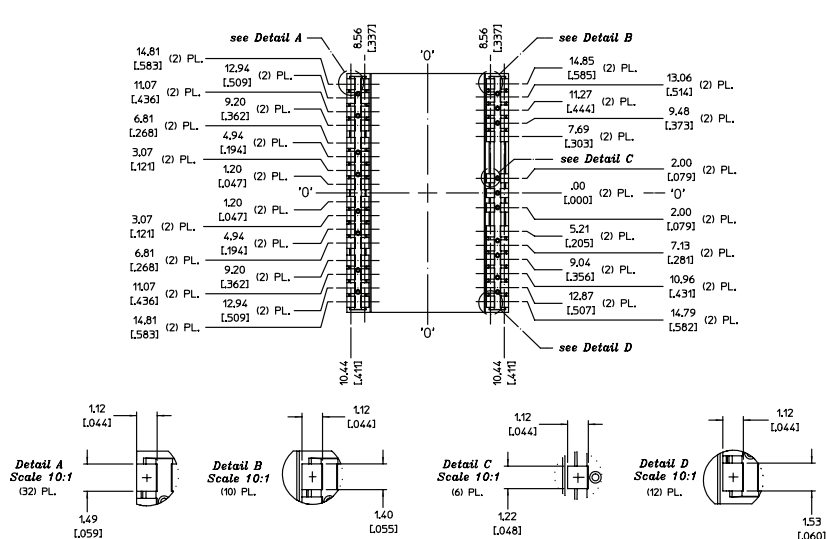 see Detail A
8.56
[.337]
'0'
8.56
[.337]
see Detail B
14.81
[.583] (2) PL.
12.94
[.509] (2) PL.
11.07
[.436] (2) PL.
9.20
[.362] (2) PL.
6.81
[.268] (2) PL.
4.94
[.194] (2) PL.
3.07
[.121] (2) PL.
1.20
[.047] (2) PL.
'0'
1.20
[.047] (2) PL.
3.07
[.121] (2) PL.
4.94
[.194] (2) PL.
6.81
[.268] (2) PL.
9.20
[.362] (2) PL.
11.07
[.436] (2) PL.
12.94
[.509] (2) PL.
14.81
[.583] (2) PL.
14.85
[.585] (2) PL.
13.06
[.514] (2) PL.
11.27
[.444] (2) PL.
9.48
[.373] (2) PL.
7.69
[.303] (2) PL.
see Detail C
2.00
[.079] (2) PL.
.00
[.000] (2) PL.
'0'
2.00
[.079] (2) PL.
5.21
[.205] (2) PL.
7.13
[.281] (2) PL.
9.04
[.356] (2) PL.
10.96
[.431] (2) PL.
12.87
[.507] (2) PL.
14.79
[.582] (2) PL.
'0'
see Detail D
10.44
[.411]
10.44
[.411]
1.12
[.044]
Detail A
Scale 10:1
(32) PL.
1.49
[.059]
1.12
[.044]
Detail B
Scale 10:1
(10) PL.
1.40
[.055]
1.12
[.044]
Detail C
Scale 10:1
(6) PL.
1.22
[.048]
1.12
[.044]
Detail D
Scale 10:1
(12) PL.
1.53
[.060]